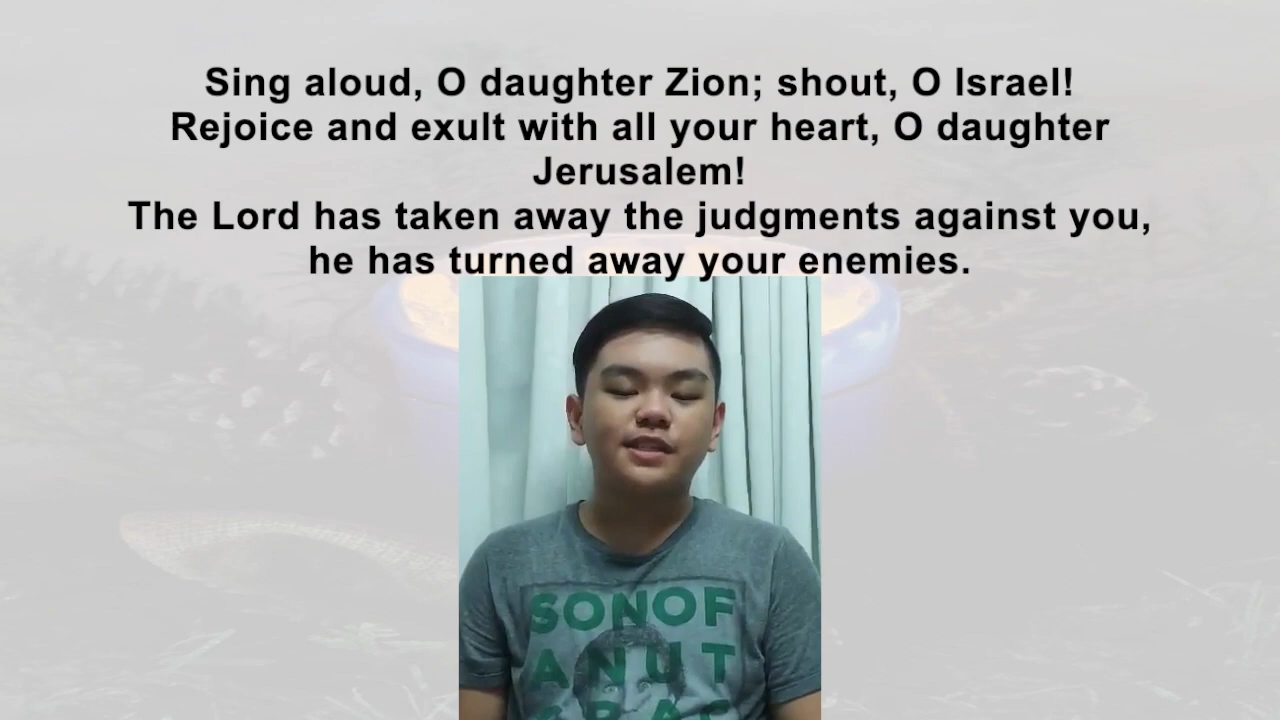 Sing aloud, O daughter Zion; shout, O Israel!
Rejoice and exult with all your heart, O daughter
Jerusalem!
The Lord has taken away the judgments against you,
he has turned away your enemies.
SONOF
ANUT